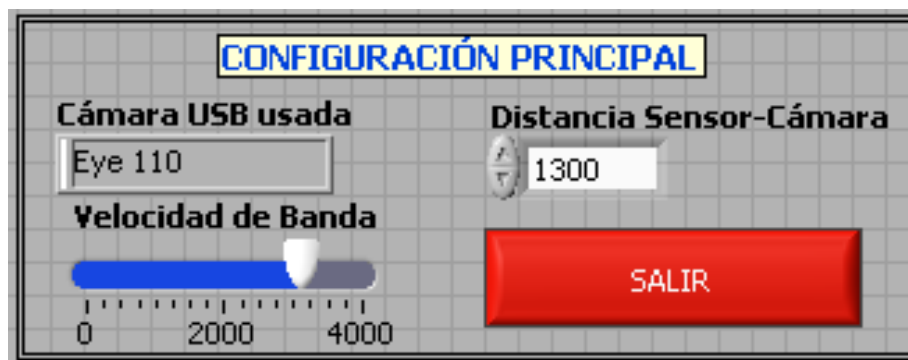 CONFIGURACIÓN PRINCIPAL
Cámara USB usada
Distancia Sensor-Cámara
Eye 110
1300
Velocidad de Banda
SALIR
0 2000 4000